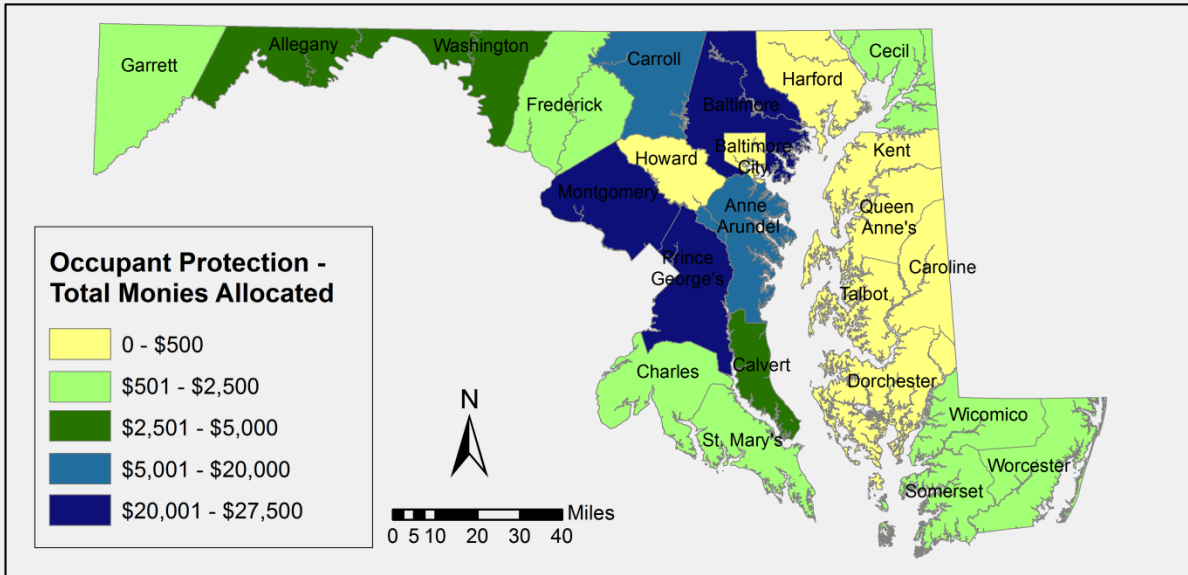 Garrett
Allegany
Washington
Frederick
Carroll
Baltimore
Harford
Cecil
Howard
Baltimore
City
Kent
Montgomery
Anne
Arundel
Queen
Anne's
Prince
George's
Caroline
Talbot
Charles
Calvert
Dorchester
St. Mary's
Wicomico
Worcester
Somerset
Occupant Protection -
Total Monies Allocated
0 - $500
$501 - $2,500
$2,501 - $5,000
$5,001 - $20,000
$20,001 - $27,500
N
Miles
0 5 10 20 30 40